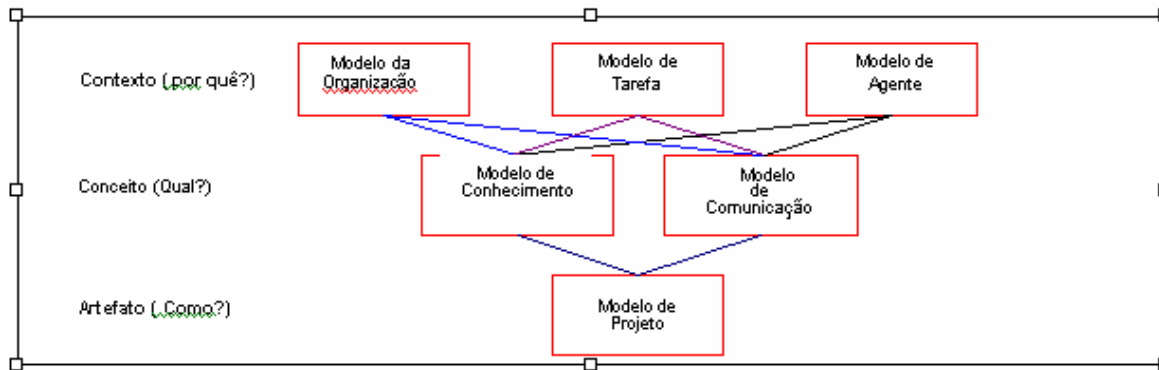 Contexto ( por quê?)
Modelo da
Organização
Modelo de
Tarefa
Modelo de
Agente
Conceito (Qual?)
Modelo de
Conhecimento
Modelo
de
Comunicação
Artefato ( Como?)
Modelo de
Projeto